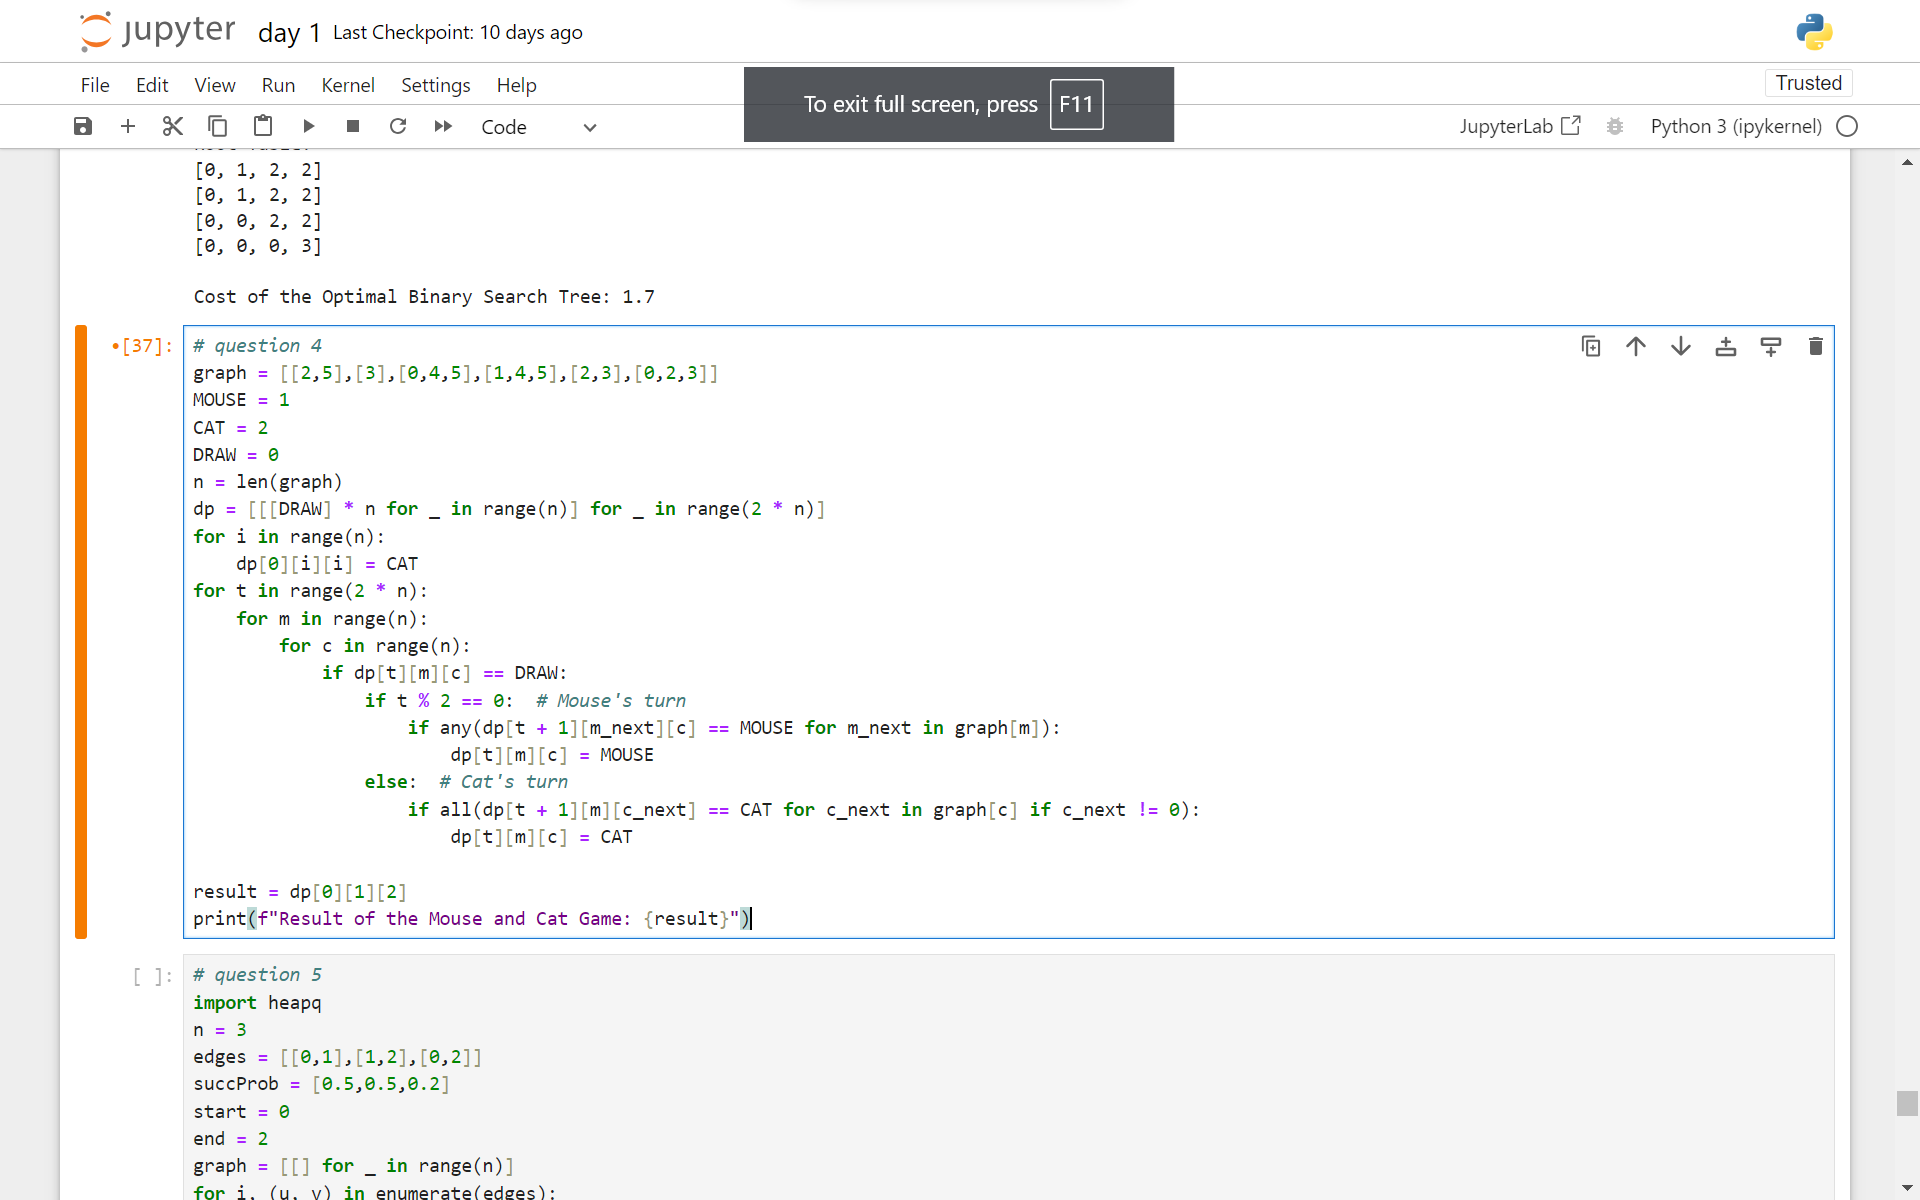 jupyter day 1 Last Checkpoint: 10 days ago
File Edit View Run Kernel Settings Help
To exit full screen, press F11
Trusted
Code
JupyterLab Python 3 (ipykernel)
[0, 1, 2, 2]
[0, 1, 2, 2]
[0, 0, 2, 2]
[0, 0, 0, 3]
Cost of the Optimal Binary Search Tree: 1.7
•[37]:
# question 4
graph = [[2,5],[3],[0,4,5],[1,4,5],[2,3],[0,2,3]]
MOUSE = 1
CAT = 2
DRAW = 0
n = len(graph)
dp = [[[DRAW] * n for _ in range(n)] for _ in range(2 * n)]
for i in range(n):
    dp[0][i][i] = CAT
for t in range(2 * n):
    for m in range(n):
        for c in range(n):
            if dp[t][m][c] == DRAW:
                if t % 2 == 0:  # Mouse's turn
                    if any(dp[t + 1][m_next][c] == MOUSE for m_next in graph[m]):
                        dp[t][m][c] = MOUSE
                else:  # Cat's turn
                    if all(dp[t + 1][m][c_next] == CAT for c_next in graph[c] if c_next != 0):
                        dp[t][m][c] = CAT
result = dp[0][1][2]
print(f"Result of the Mouse and Cat Game: {result}")
[ ]:
# question 5
import heapq
n = 3
edges = [[0,1],[1,2],[0,2]]
succProb = [0.5,0.5,0.2]
start = 0
end = 2
graph = [[] for _ in range(n)]
for i, (u, v) in enumerate(edges):